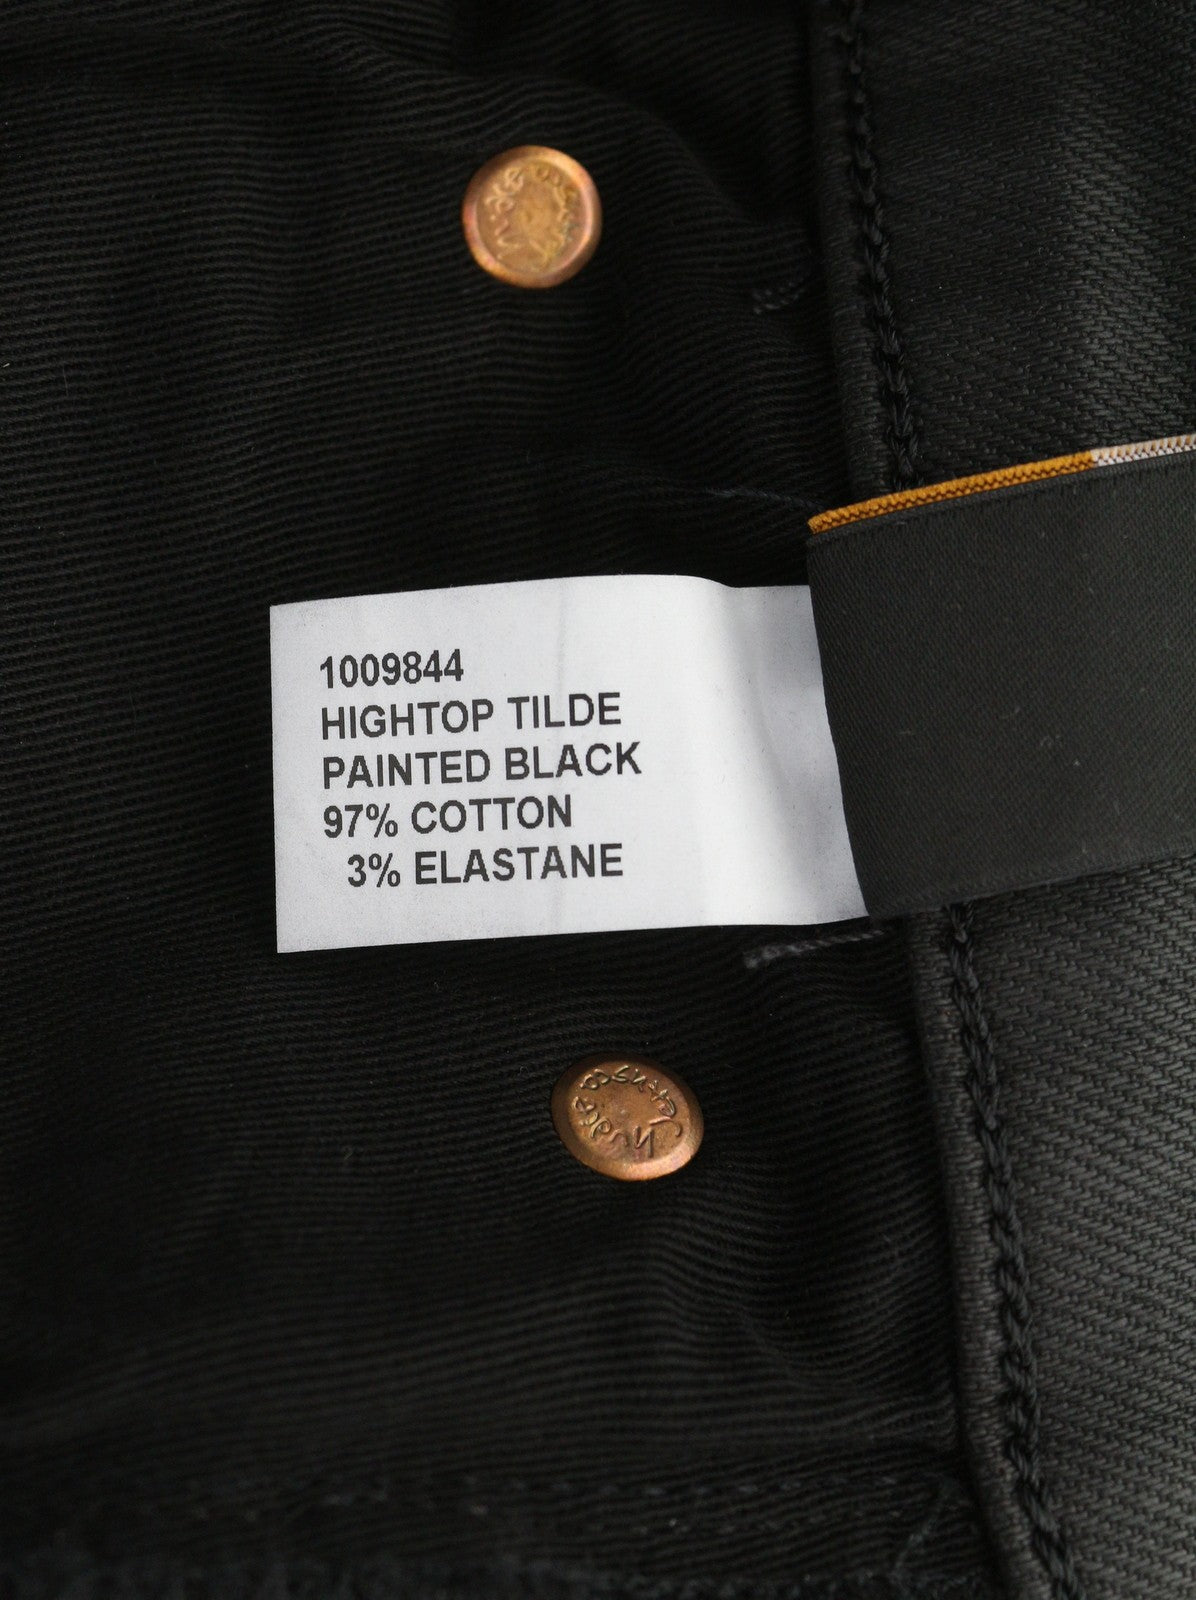 1009844
HIGHTOP TILDE
PAINTED BLACK
97% COTTON
3% ELASTANE